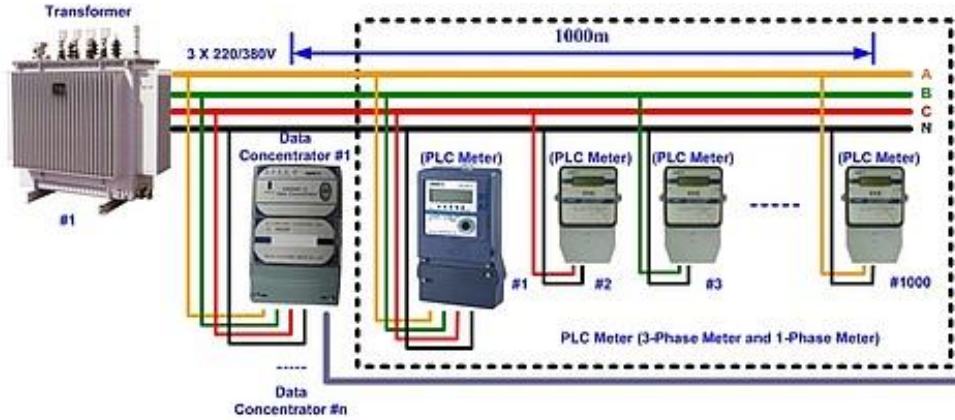 Transformer
3 X 220/380V
1000m
A
B
C
N
Data
Concentrator #1
(PLC Meter)
(PLC Meter)
(PLC Meter)
(PLC Meter)
#1
#1
#2
#3
-----
#1000
PLC Meter (3-Phase Meter and 1-Phase Meter)
-----
Data
Concentrator #n